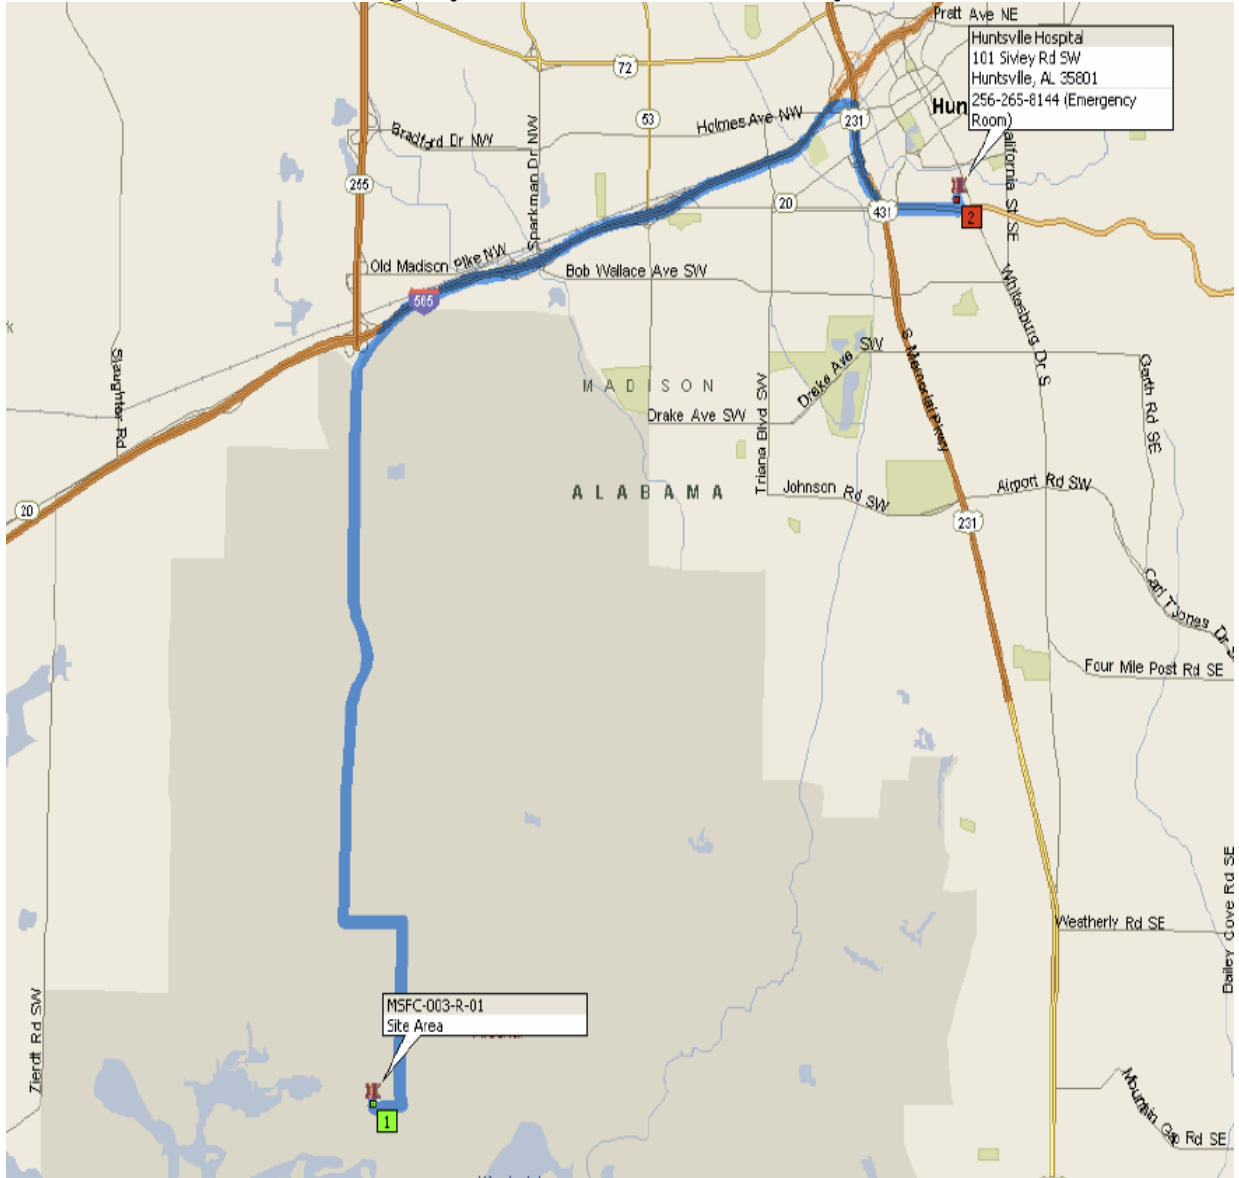 Pratt Ave NE
Huntsville Hospital
101 Sivley Rd SW
Huntsville, AL 35801
256-265-8144 (Emergency
Room)
72
53
Holmes Ave NW
231
Bradford Dr NW
Sparkman Dr NW
255
20
431
2
California St SE
Old Madison Pike NW
Bob Wallace Ave SW
565
Whitesburg Dr S
S Memorial Pkwy
Slaughter Rd
MADISON
Drake Ave SW
Drake Ave SW
Garth Rd SE
Triana Blvd SW
ALABAMA
Johnson Rd SW
Airport Rd SW
20
231
Carl T Jones Dr S
Four Mile Post Rd SE
Weatherly Rd SE
Bailey Cove Rd SE
MSFC-003-R-01
Site Area
Zierdt Rd SW
1
Mountain Gap Rd SE